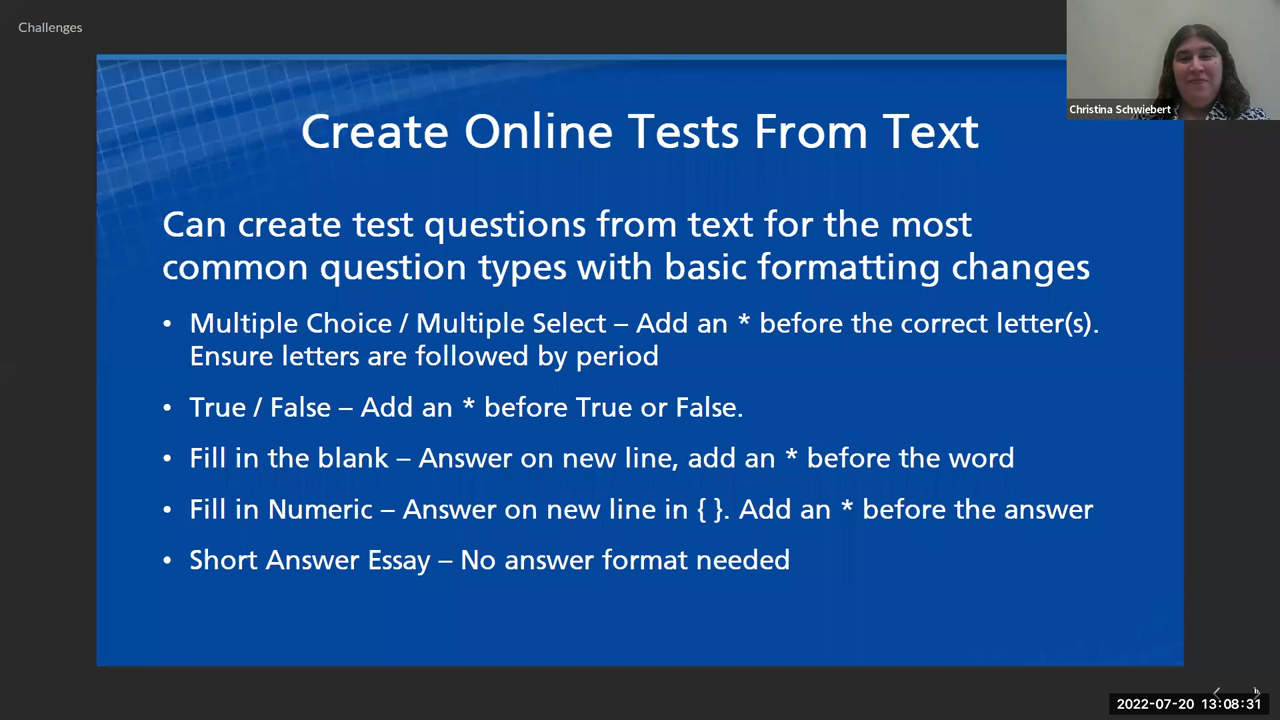 Challenges
Christina Schwiebert
Create Online Tests From Text
Can create test questions from text for the most
common question types with basic formatting changes
• Multiple Choice / Multiple Select – Add an * before the correct letter(s).
Ensure letters are followed by period
• True / False – Add an * before True or False.
• Fill in the blank – Answer on new line, add an * before the word
• Fill in Numeric – Answer on new line in { }. Add an * before the answer
• Short Answer Essay – No answer format needed
2022-07-20 13:08:31